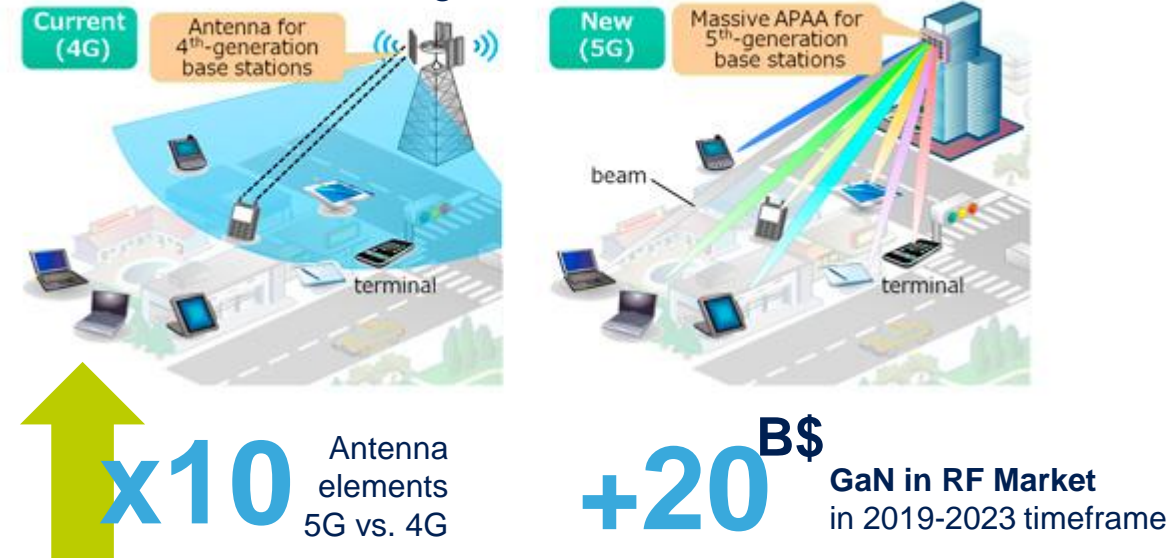 Current
(4G)
Antenna for
4th-generation
base stations
terminal
New
(5G)
Massive APAA for
5th-generation
base stations
beam
terminal
x10
Antenna
elements
5G vs. 4G
+20 B$
GaN in RF Market
in 2019-2023 timeframe